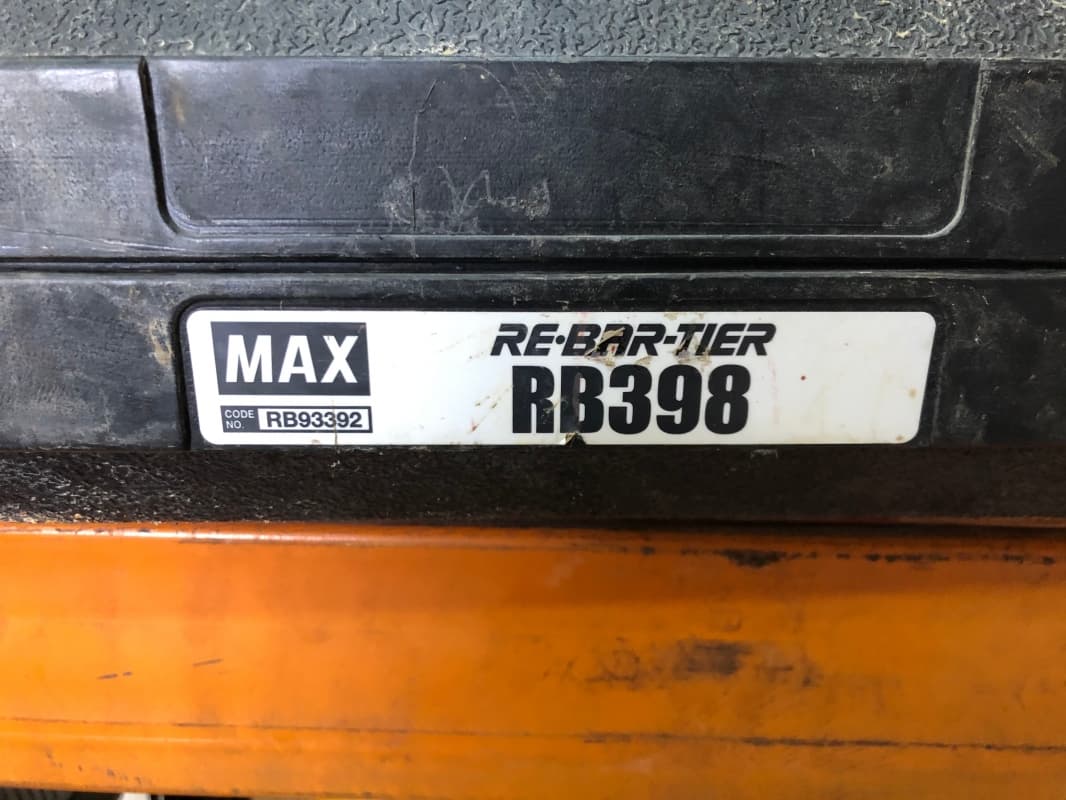 MAX
CODE NO. RB93392
RE-BAR-TIER
RB398